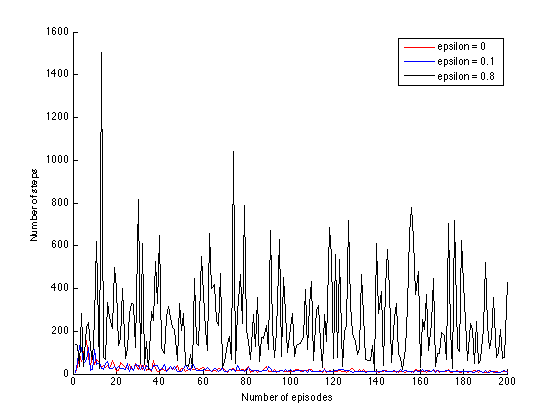 1600
1400
1200
1000
800
600
400
200
0
Number of steps
epsilon = 0
epsilon = 0.1
epsilon = 0.8
0 20 40 60 80 100 120 140 160 180 200
Number of episodes